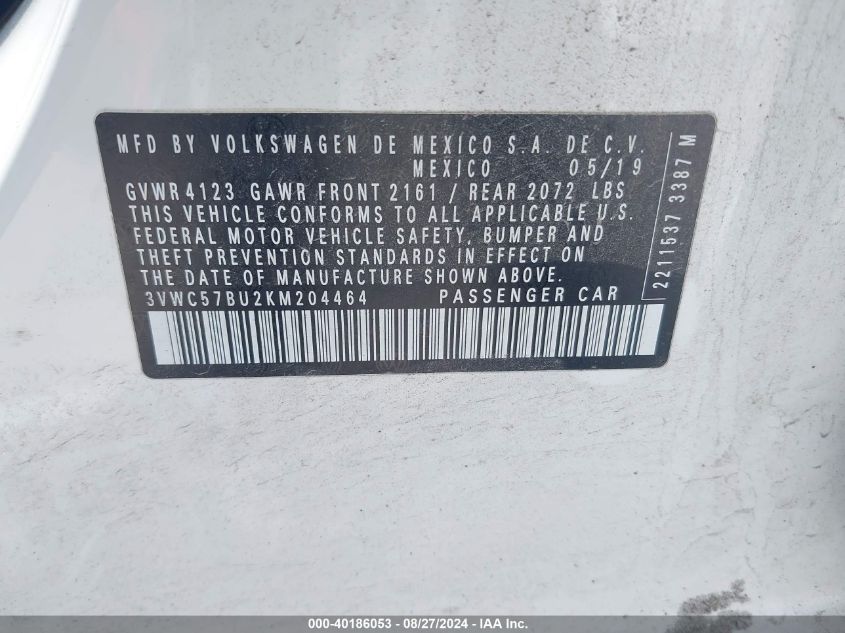 MFD BY VOLKSWAGEN DE MEXICO S.A. DE C.V.
MEXICO 05/19
GVWR 4123 GAWR FRONT 2161 / REAR 2072 LBS
THIS VEHICLE CONFORMS TO ALL APPLICABLE U.S.
FEDERAL MOTOR VEHICLE SAFETY, BUMPER AND
THEFT PREVENTION STANDARDS IN EFFECT ON
THE DATE OF MANUFACTURE SHOWN ABOVE.
3VWC57BU2KM204464 PASSENGER CAR
2211537 3387 M
000-40186053 - 08/27/2024 - IAA Inc.